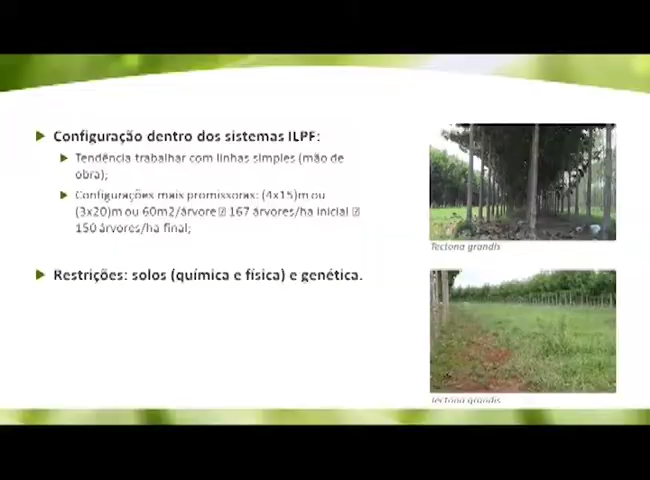 Configuração dentro dos sistemas ILPF:
Tendência trabalhar com linhas simples (mão de
obra);
Configurações mais promissoras: (4x15)m ou
(3x20)m ou 60m2/árvore 167 árvores/ha inicial
150 árvores/ha final;
Restrições: solos (química e física) e genética.
Tectona grandis
Tectona grandis